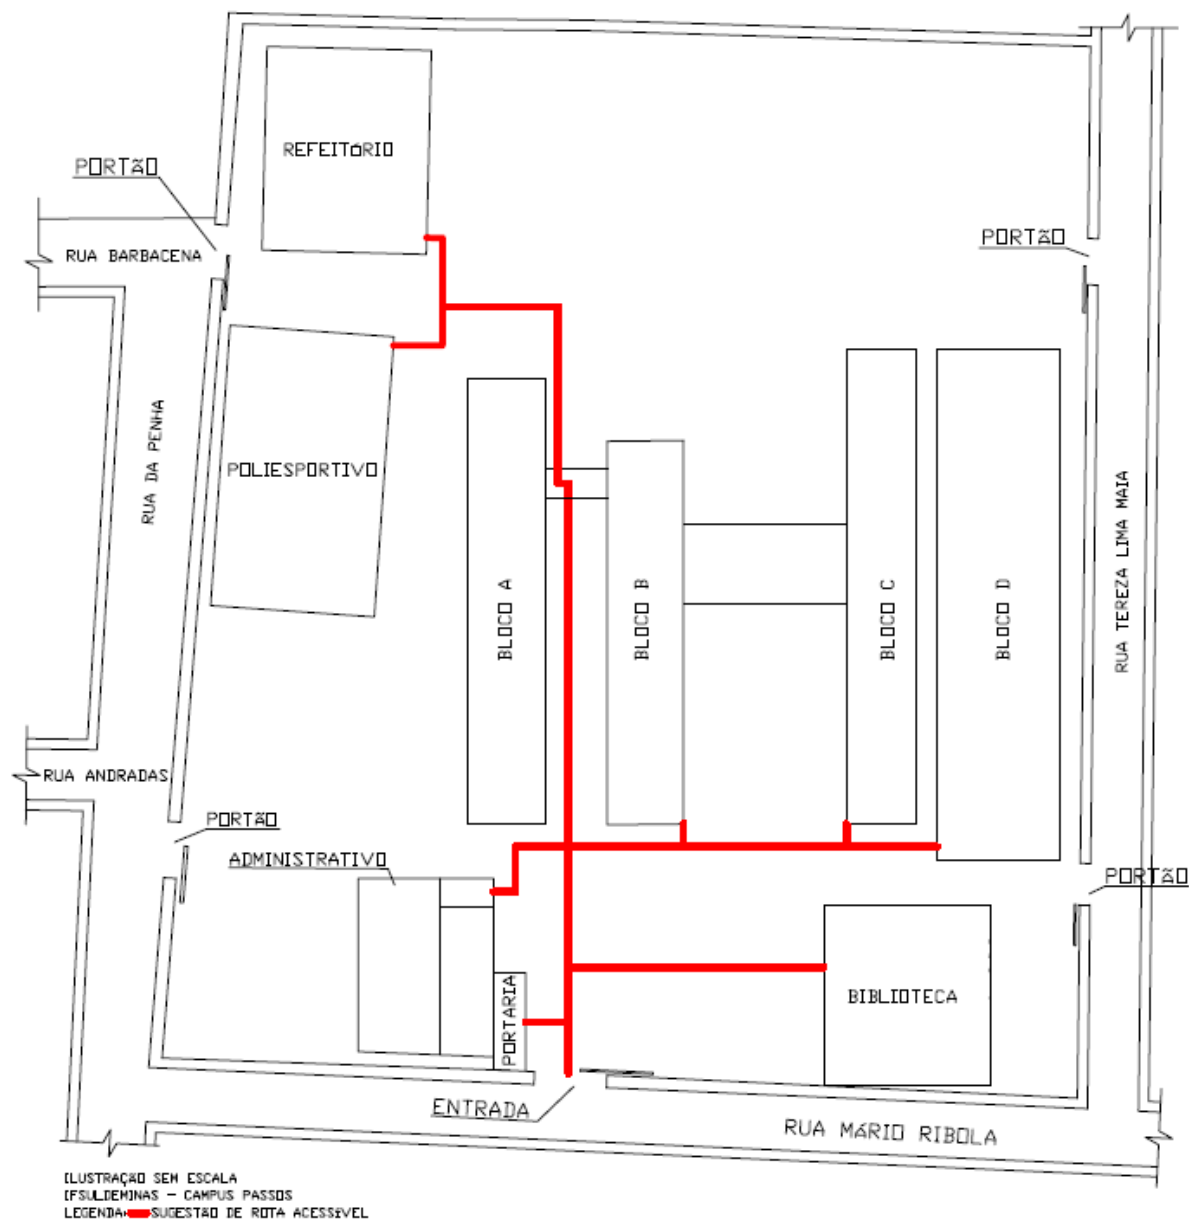 REFEITÓRIO
PORTÃO
RUA BARBACENA
PORTÃO
RUA DA PENHA
POLIESPORTIVO
BLOCO A
BLOCO B
BLOCO C
BLOCO D
RUA TEREZA LIMA MAIA
RUA ANDRADAS
PORTÃO
ADMINISTRATIVO
PORTÃO
PORTARIA
BIBLIOTECA
ENTRADA
RUA MÁRIO RIBOLA
ILUSTRAÇÃO SEM ESCALA
IFSULDEMINAS - CAMPUS PASSOS
LEGENDA: SUGESTÃO DE ROTA ACESSÍVEL